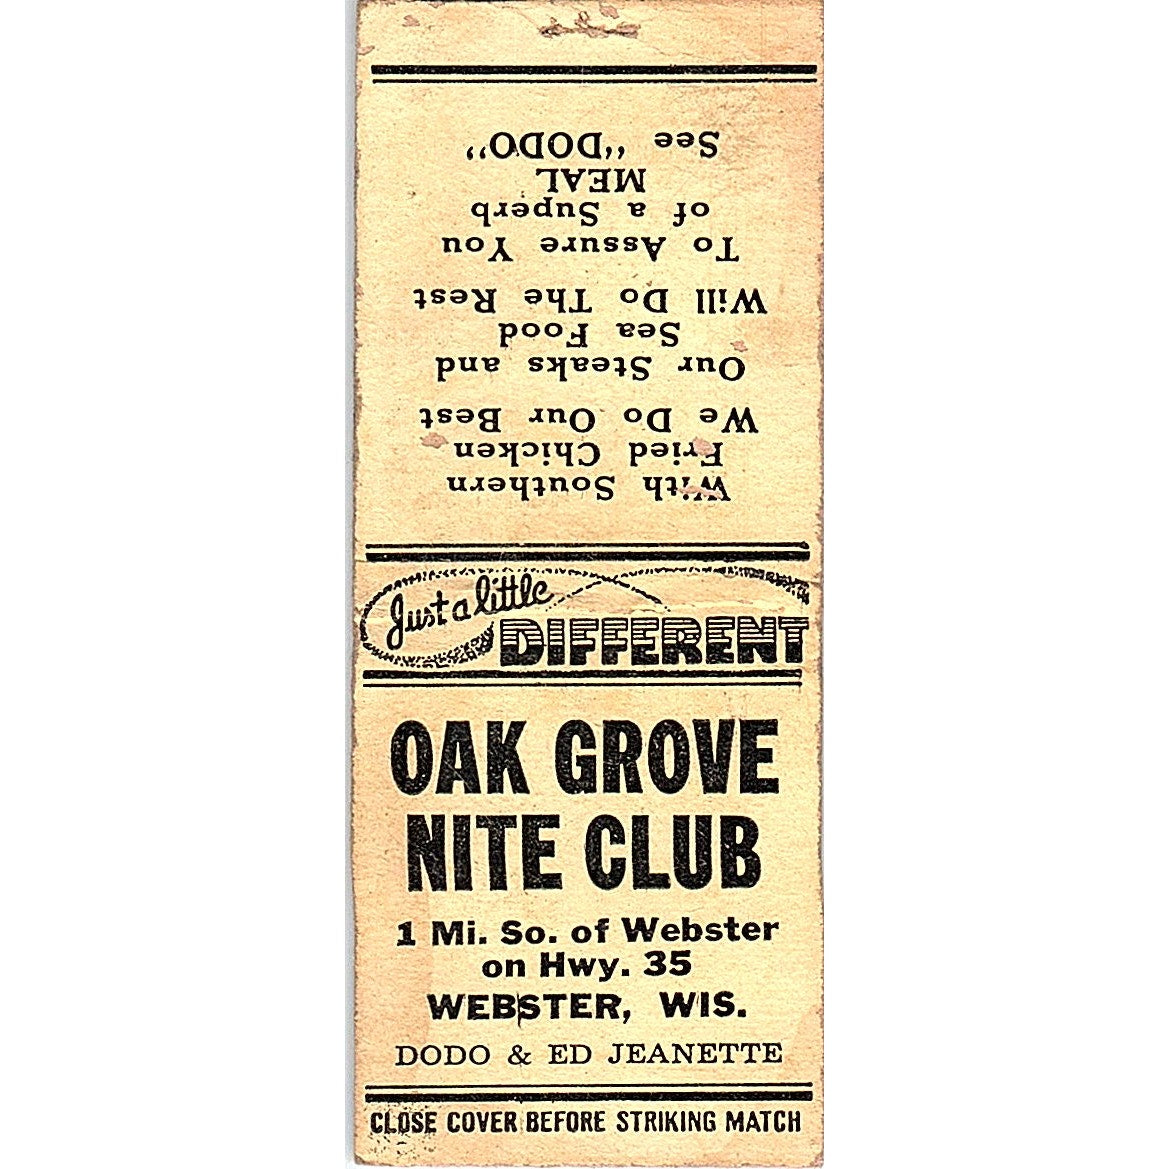 Just a little
DIFFERENT
OAK GROVE
NITE CLUB
1 Mi. So. of Webster
on Hwy. 35
WEBSTER, WIS.
DODO & ED JEANETTE
CLOSE COVER BEFORE STRIKING MATCH
With Southern
Fried Chicken
We Do Our Best
Our Steaks and
Sea Food
Will Do The Rest
To Assure You
of a Superb
MEAL
See "DODO"